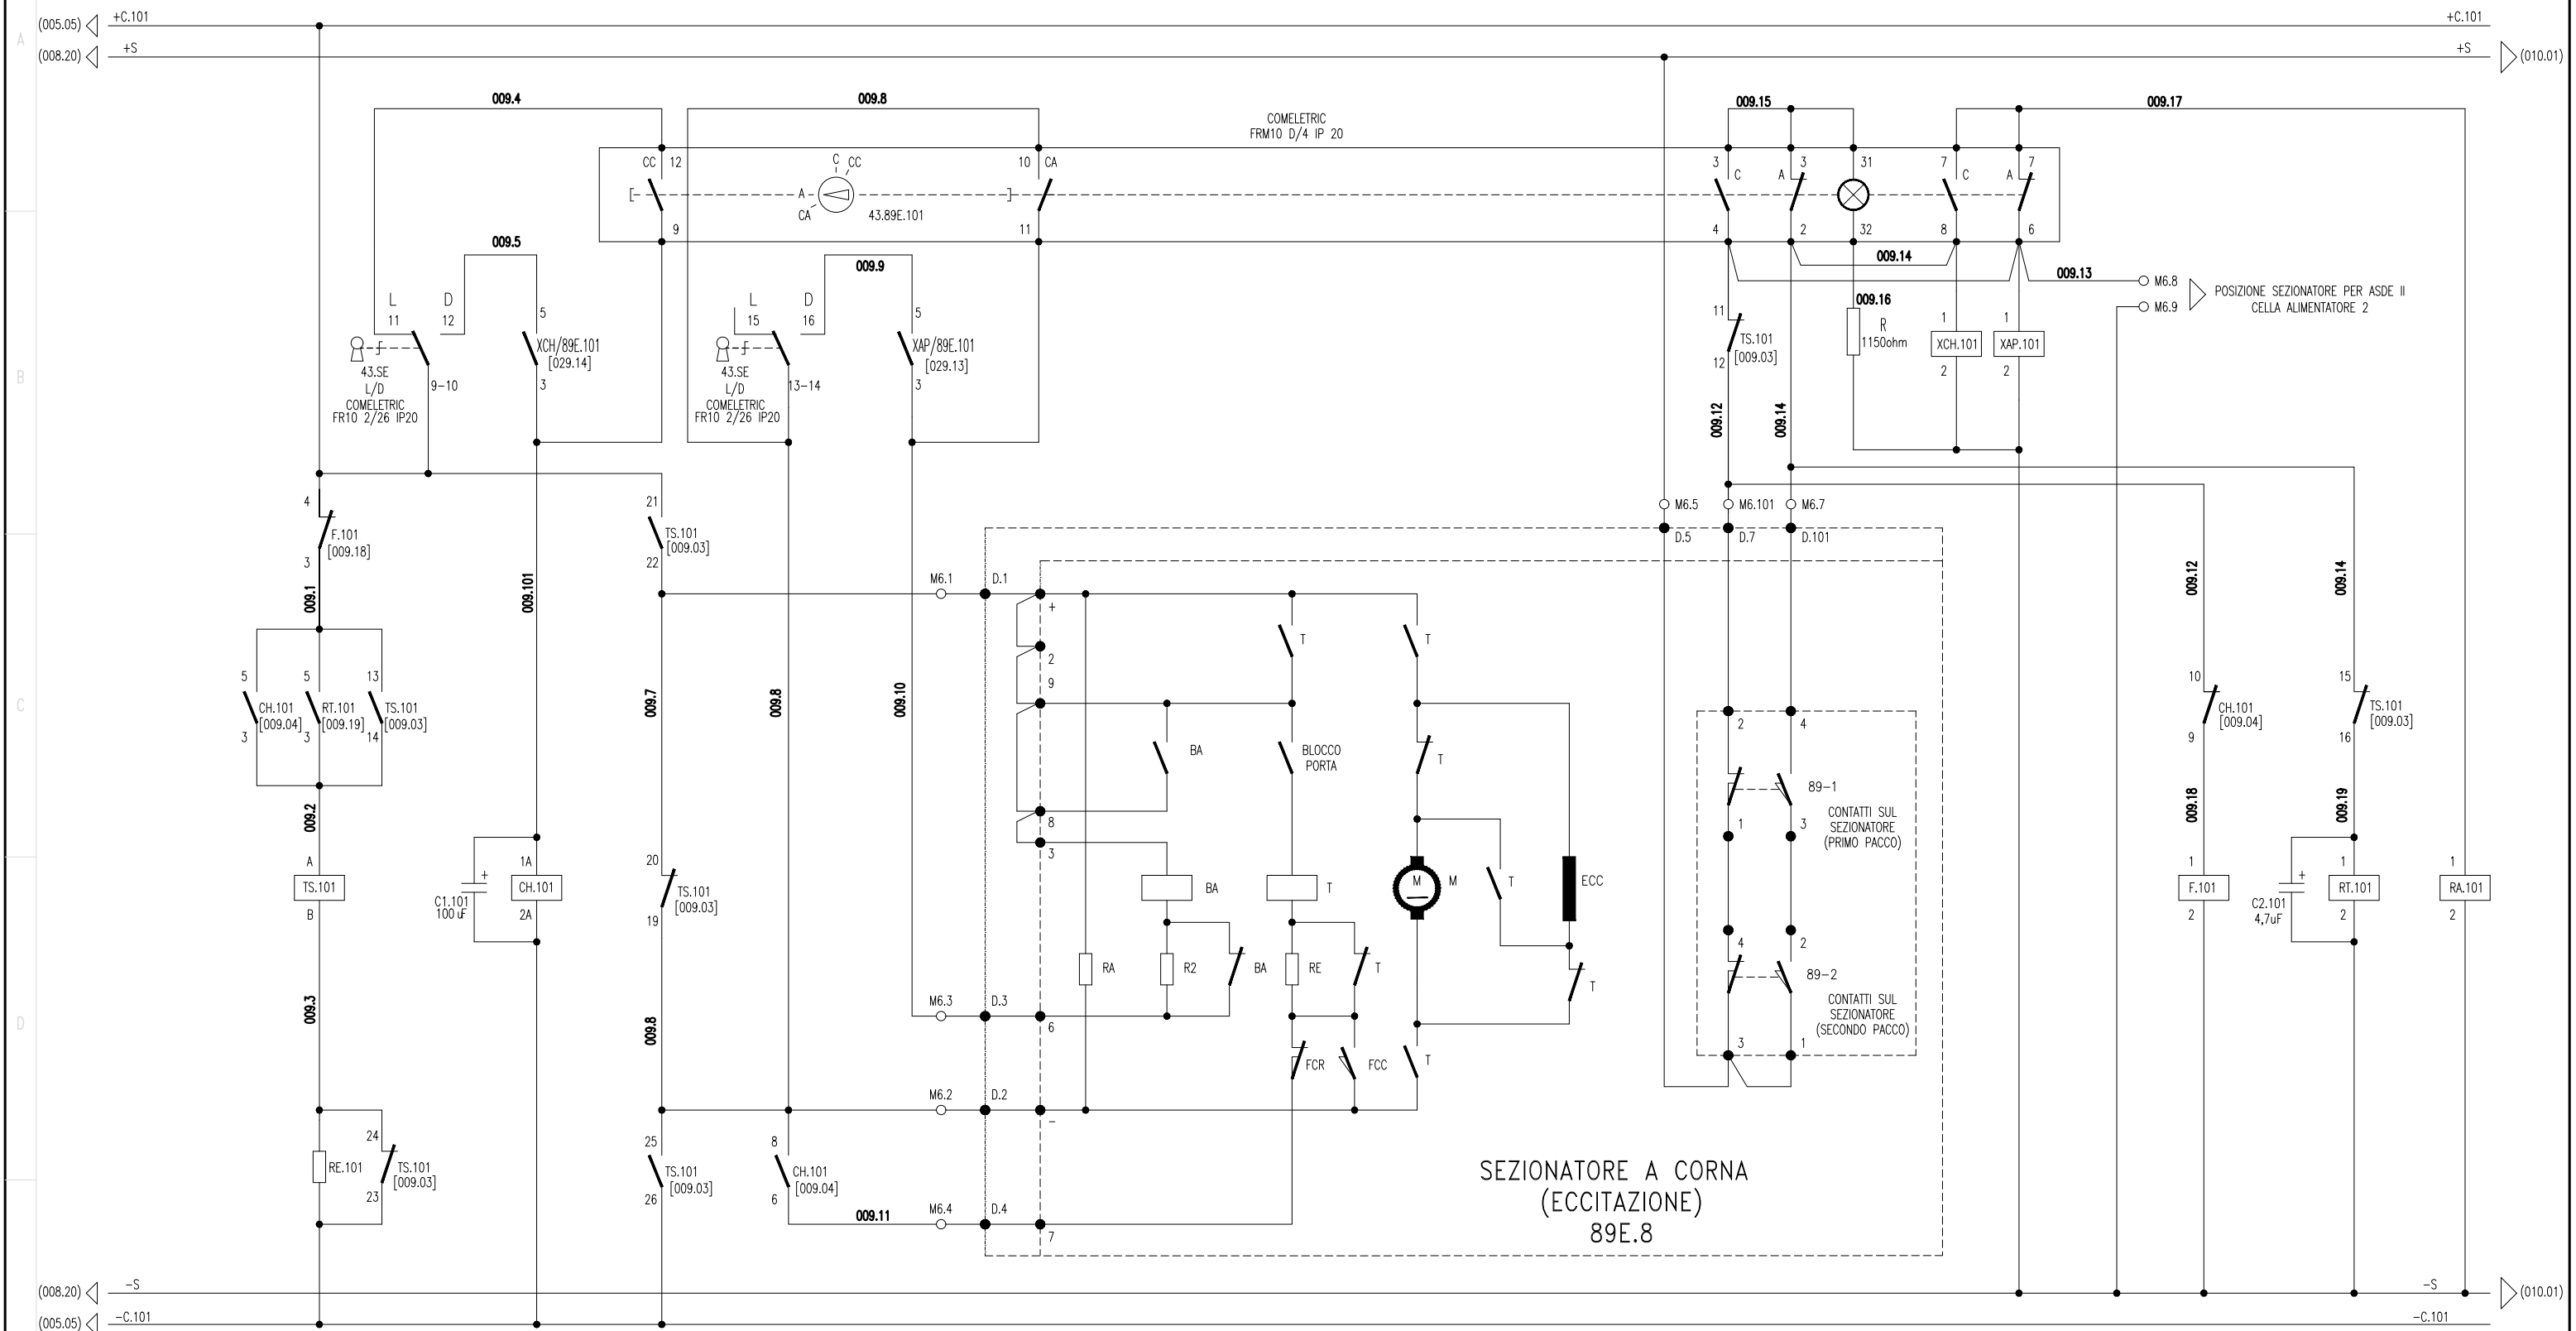 (005.05) +C.101 +C.101
A
(008.20) +S +S (010.01)
009.4 009.8 009.15 009.17
COMELETRIC
FRM10 D/4 IP 20
CC 12 C CC 10 CA 3 C 3 A 31 7 C 7 A
A
CA 43.89E.101
9 11 4 2 32 8 6
009.5 009.9 009.14 009.13
M6.8
M6.9
POSIZIONE SEZIONATORE PER ASDE II
CELLA ALIMENTATORE 2
L D
11 12 5
XCH/89E.101
[029.14]
43.SE
L/D
COMELETRIC
FR10 2/26 IP20
9-10 3
L D
15 16 5
XAP/89E.101
[029.13]
43.SE
L/D
COMELETRIC
FR10 2/26 IP20
13-14 3
11
TS.101
[009.03]
12
009.16
R
1150ohm
1 1
XCH.101 XAP.101
2 2
B
009.12 009.14
4
F.101
[009.18]
3
009.1
21
TS.101
[009.03]
22
009.101
M6.5 M6.101 M6.7
D.5 D.7 D.101
M6.1 D.1
+
2
9
8
3
T T
009.12 009.14
C
5 5 13
CH.101
[009.04]
RT.101
[009.19]
TS.101
[009.03]
3 3 14
009.7 009.8 009.10
BA
BLOCCO
PORTA
T
2 4
89-1
CONTATTI SUL
SEZIONATORE
(PRIMO PACCO)
1 3
10
CH.101
[009.04]
9
15
TS.101
[009.03]
16
009.2
009.18 009.19
A
TS.101
B
C1.101
100uF
+
1A
CH.101
2A
20
TS.101
[009.03]
19
BA T M M T ECC
1
F.101
2
C2.101
4,7uF
+
1
RT.101
2
1
RA.101
2
4 2
89-2
CONTATTI SUL
SEZIONATORE
(SECONDO PACCO)
3 1
RA R2 BA RE T T
D
009.3 009.8
M6.3 D.3
6
FCR FCC T
M6.2 D.2
-
24
RE.101
TS.101
[009.03]
23
25
TS.101
[009.03]
26
8
CH.101
[009.04]
6
009.11
M6.4 D.4
7
SEZIONATORE A CORNA
(ECCITAZIONE)
89E.8
(008.20) -S -S (010.01)
(005.05) -C.101 -C.101